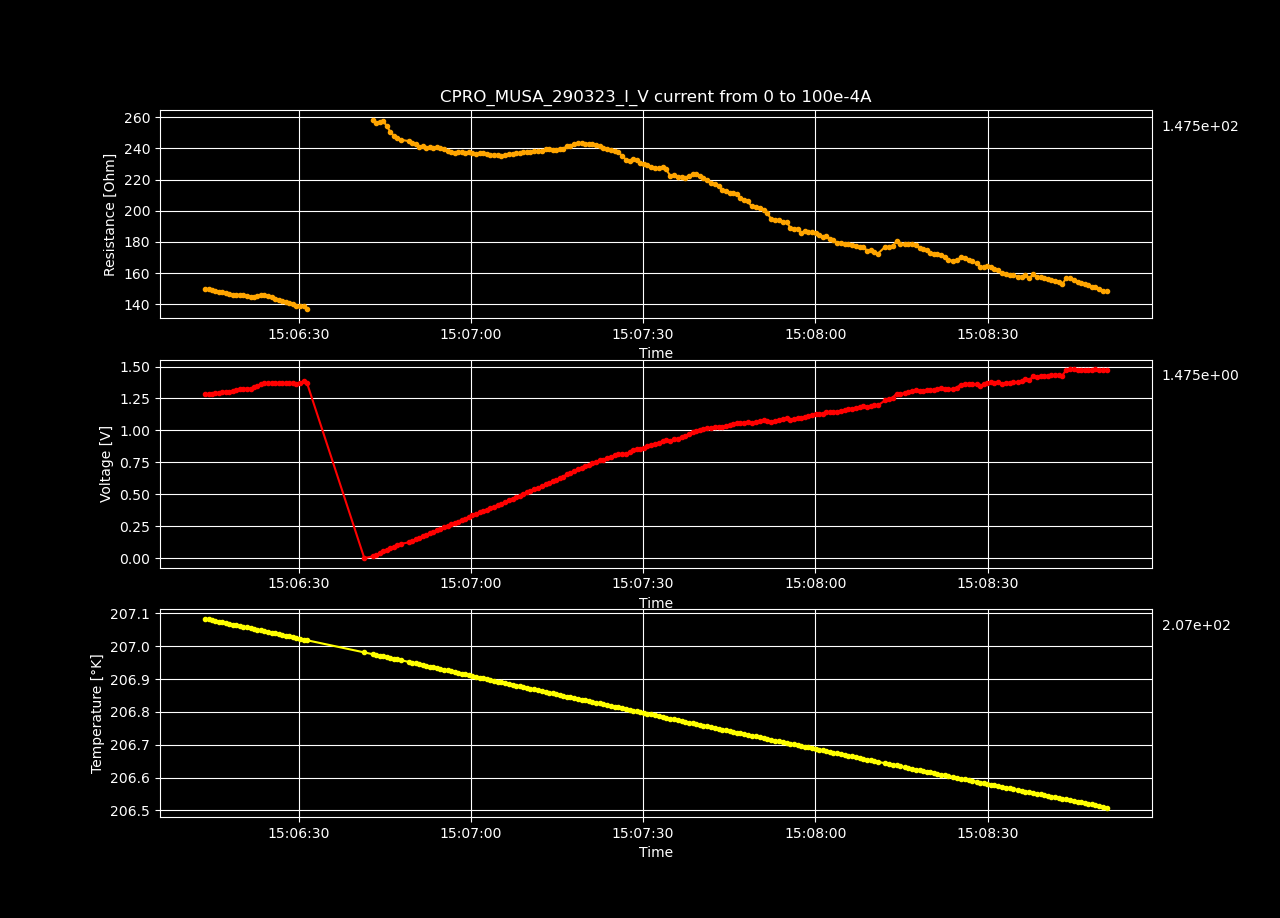 CPRO_MUSA_290323_I_V current from 0 to 100e-4A
260
240
220
200
180
160
140
Resistance [Ohm]
1.475e+02
15:06:30 15:07:00 15:07:30 15:08:00 15:08:30
Time
1.50
1.25
1.00
0.75
0.50
0.25
0.00
Voltage [V]
1.475e+00
15:06:30 15:07:00 15:07:30 15:08:00 15:08:30
Time
207.1
207.0
206.9
206.8
206.7
206.6
206.5
Temperature [°K]
2.07e+02
15:06:30 15:07:00 15:07:30 15:08:00 15:08:30
Time